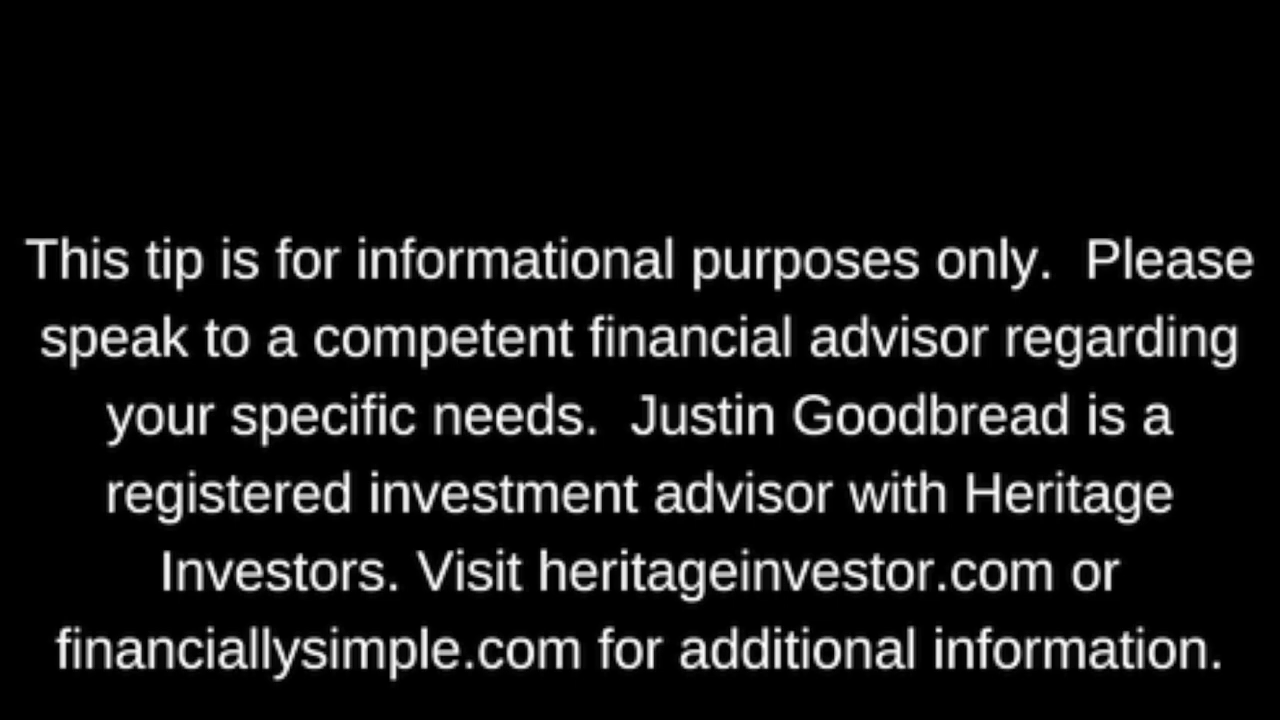 This tip is for informational purposes only.  Please
speak to a competent financial advisor regarding
your specific needs.  Justin Goodbread is a
registered investment advisor with Heritage
Investors. Visit heritageinvestor.com or
financiallysimple.com for additional information.